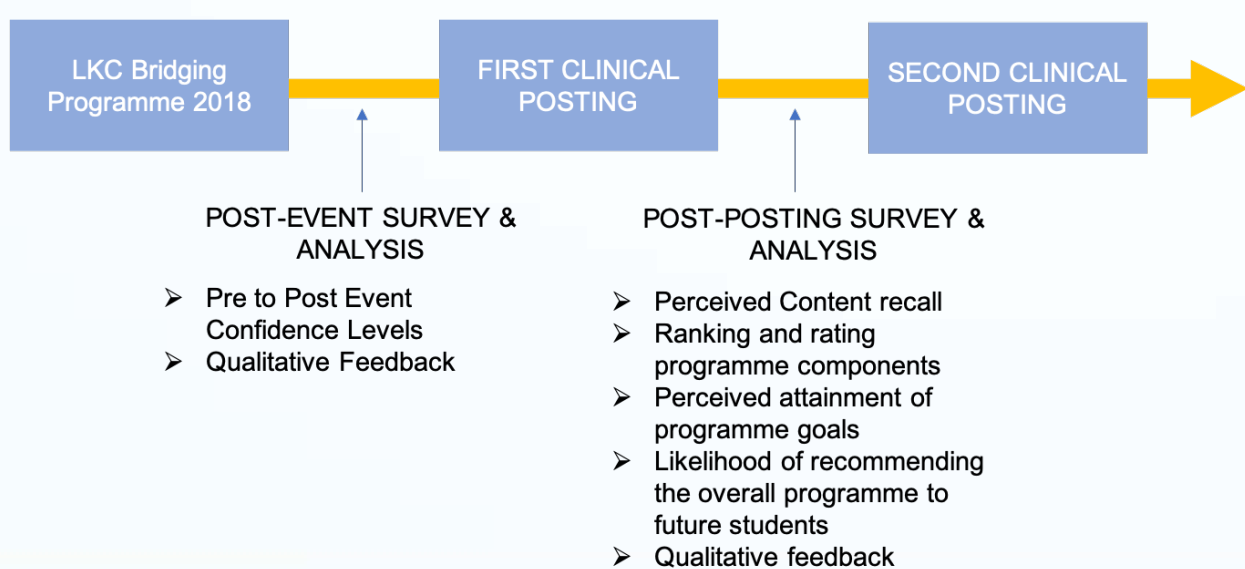 LKC Bridging
Programme 2018
FIRST CLINICAL
POSTING
SECOND CLINICAL
POSTING
POST-EVENT SURVEY &
ANALYSIS
➢ Pre to Post Event
Confidence Levels
➢ Qualitative Feedback
POST-POSTING SURVEY &
ANALYSIS
➢ Perceived Content recall
➢ Ranking and rating
programme components
➢ Perceived attainment of
programme goals
➢ Likelihood of recommending
the overall programme to
future students
➢ Qualitative feedback